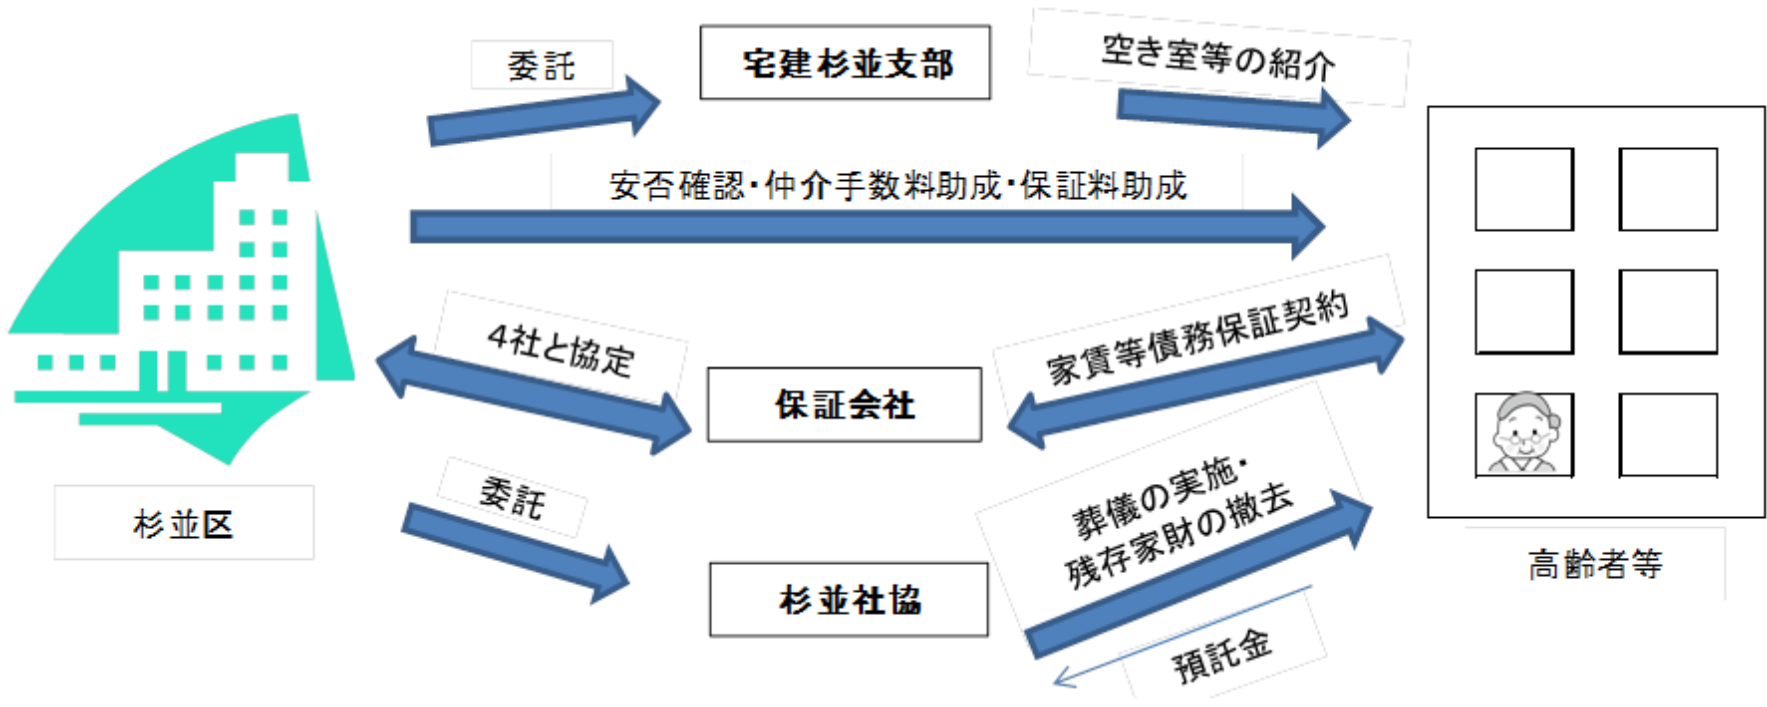 委託
宅建杉並支部
空き室等の紹介
安否確認・仲介手数料助成・保証料助成
4社と協定
保証会社
家賃等債務保証契約
杉並区
委託
杉並社協
葬儀の実施・
残存家財の撤去
預託金
高齢者等